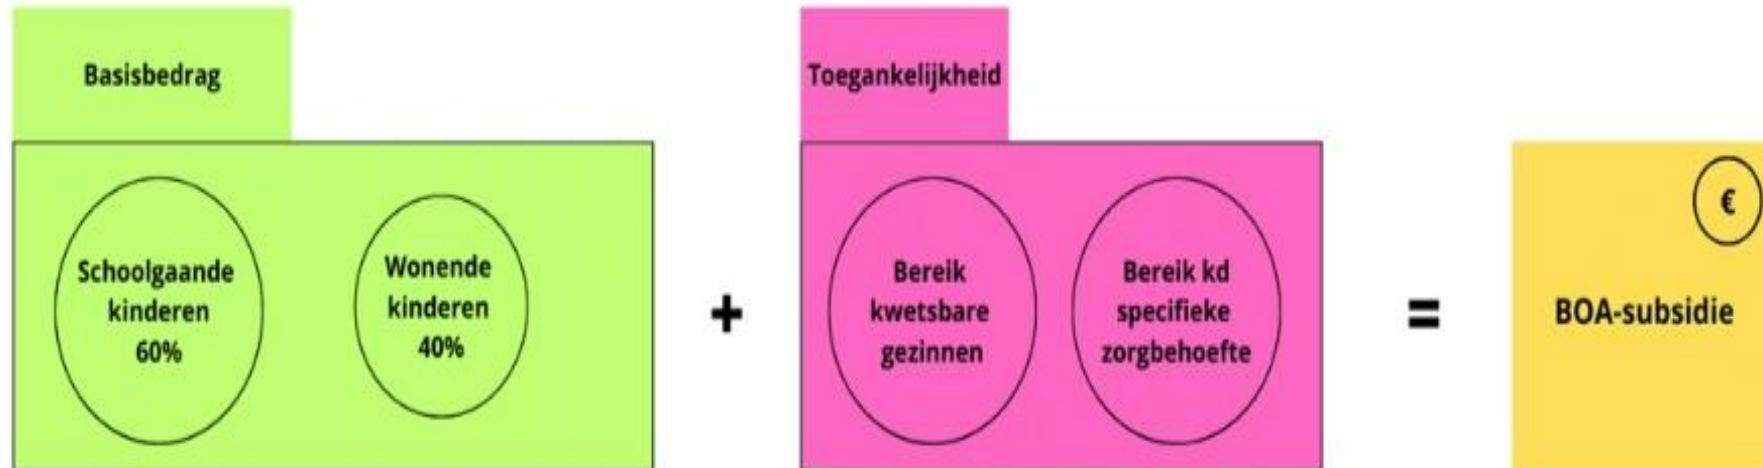 Basisbedrag
Schoolgaande
kinderen
60%
Wonende
kinderen
40%
+
Toegankelijkheid
Bereik
kwetsbare
gezinnen
Bereik kd
specifieke
zorgbehoefte
=
€
BOA-subsidie